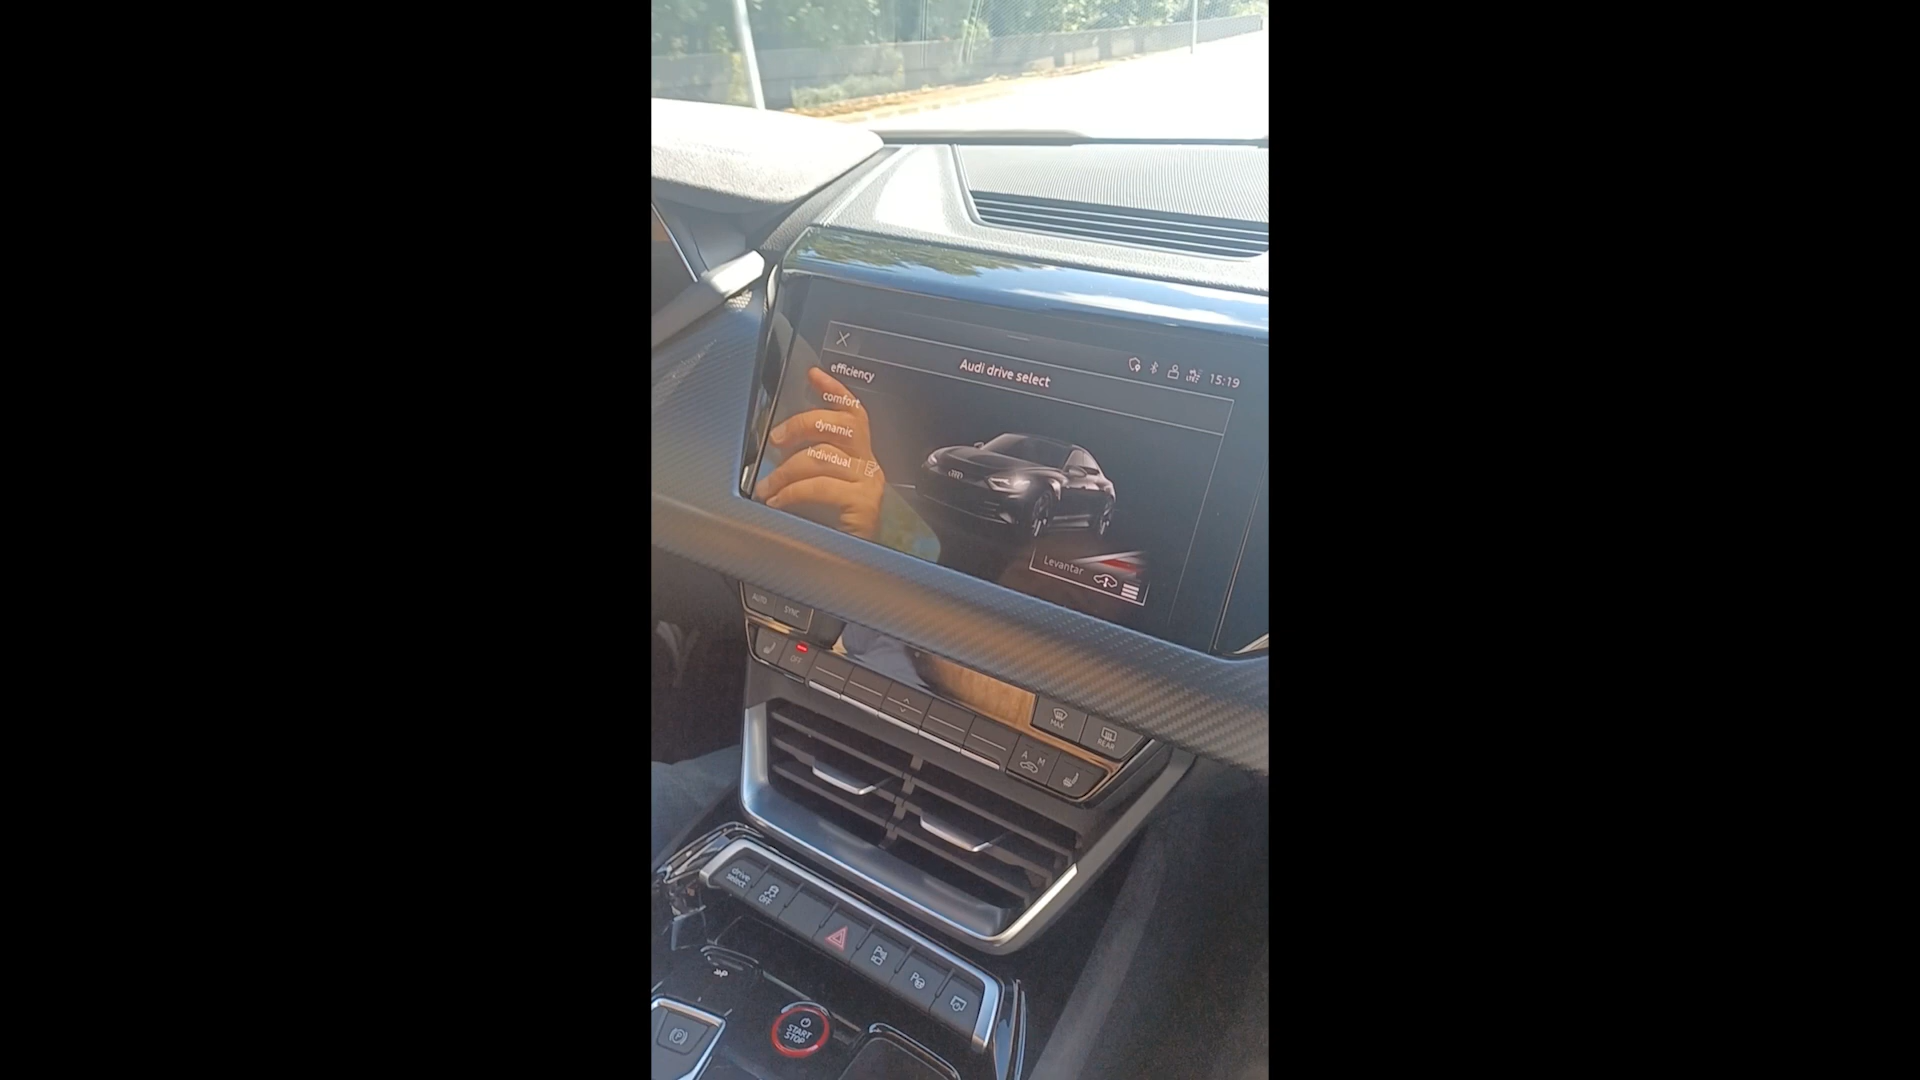 Audi drive select
15:19
efficiency
comfort
dynamic
individual
Levantar
AUTO
SYNC
OFF
MAX
REAR
A M
drive
select
OFF
START
STOP